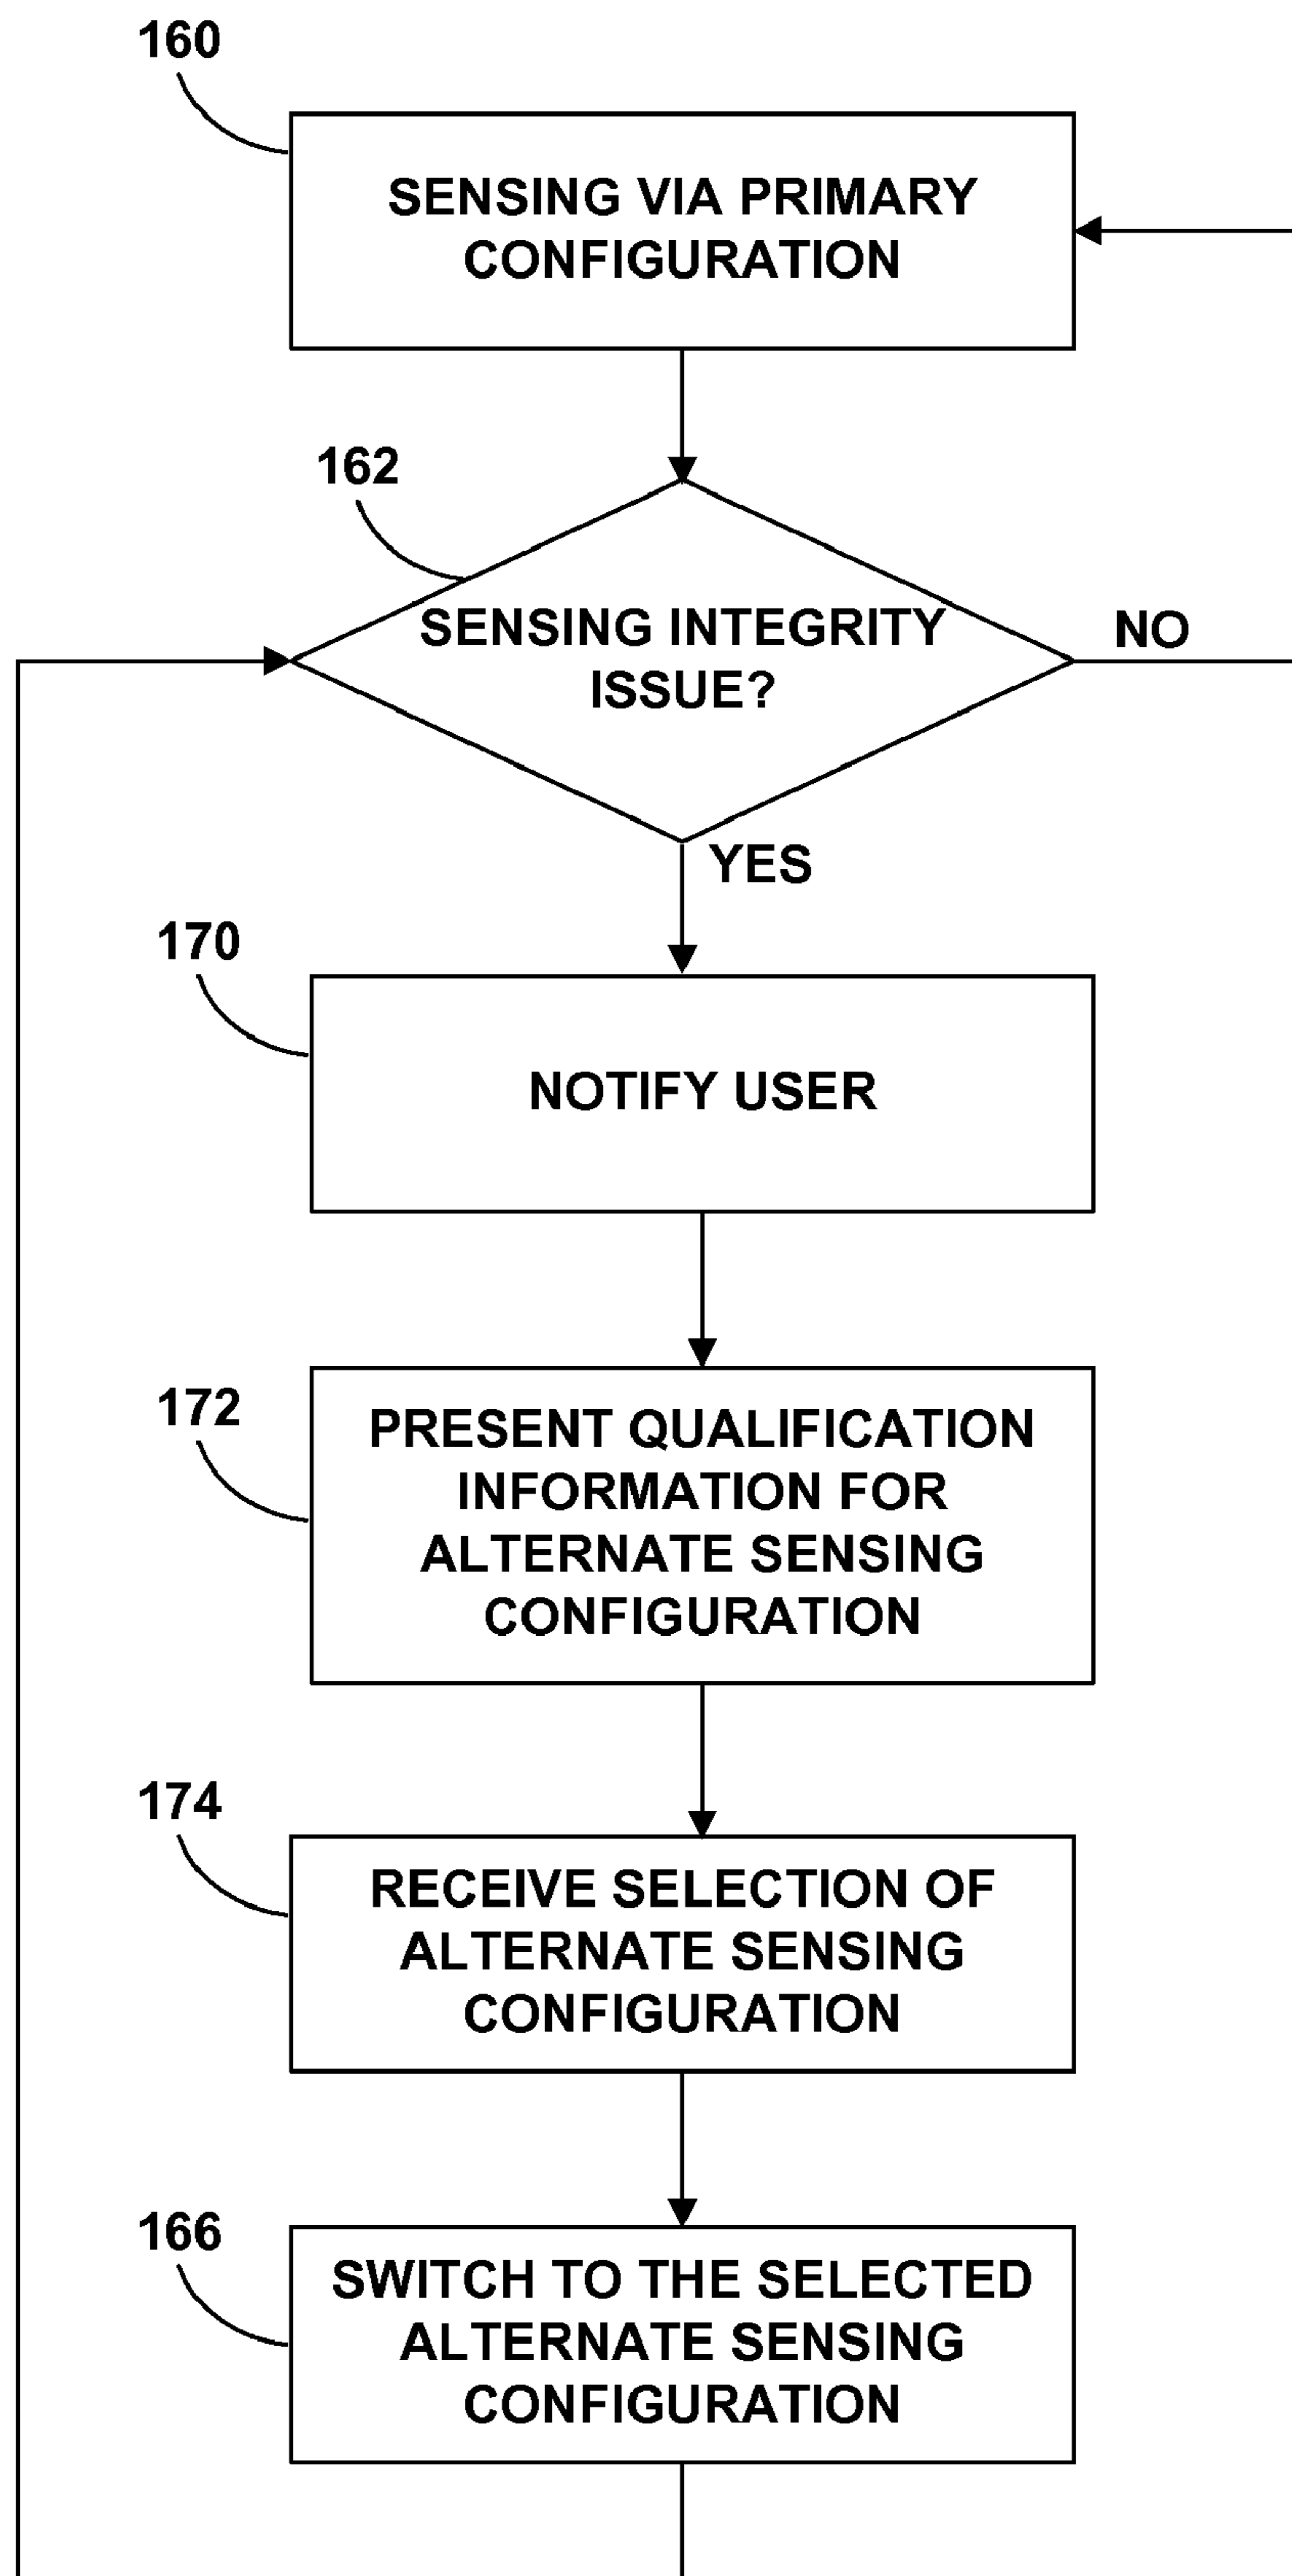 160
SENSING VIA PRIMARY
CONFIGURATION
162
SENSING INTEGRITY
ISSUE?
NO
YES
170
NOTIFY USER
172
PRESENT QUALIFICATION
INFORMATION FOR
ALTERNATE SENSING
CONFIGURATION
174
RECEIVE SELECTION OF
ALTERNATE SENSING
CONFIGURATION
166
SWITCH TO THE SELECTED
ALTERNATE SENSING
CONFIGURATION